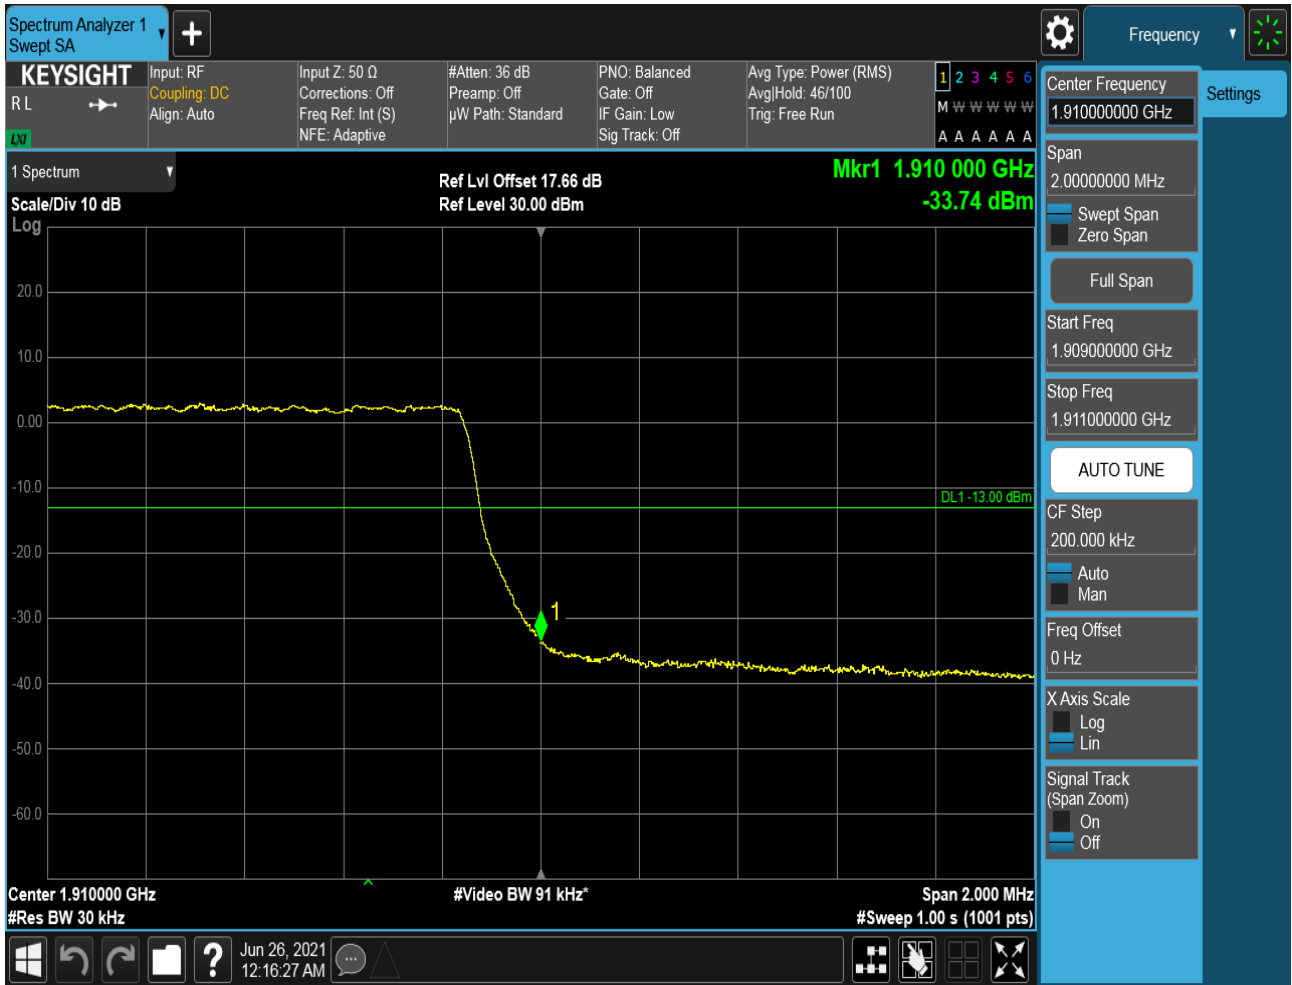 Spectrum Analyzer 1
Swept SA
Frequency
KEYSIGHT
R L
LXI
Input: RF
Coupling: DC
Align: Auto
Input Z: 50 Ω
Corrections: Off
Freq Ref: Int (S)
NFE: Adaptive
#Atten: 36 dB
Preamp: Off
µW Path: Standard
PNO: Balanced
Gate: Off
IF Gain: Low
Sig Track: Off
Avg Type: Power (RMS)
Avg|Hold: 46/100
Trig: Free Run
1 2 3 4 5 6
M W W W W W
A A A A A A
1 Spectrum
Scale/Div 10 dB
Log
Ref Lvl Offset 17.66 dB
Ref Level 30.00 dBm
Mkr1 1.910 000 GHz
-33.74 dBm
20.0
10.0
0.00
-10.0
-20.0
-30.0
-40.0
-50.0
-60.0
DL1 -13.00 dBm
1
Center 1.910000 GHz
#Res BW 30 kHz
#Video BW 91 kHz*
Span 2.000 MHz
#Sweep 1.00 s (1001 pts)
Jun 26, 2021
12:16:27 AM
Center Frequency
1.910000000 GHz
Settings
Span
2.00000000 MHz
Swept Span
Zero Span
Full Span
Start Freq
1.909000000 GHz
Stop Freq
1.911000000 GHz
AUTO TUNE
CF Step
200.000 kHz
Auto
Man
Freq Offset
0 Hz
X Axis Scale
Log
Lin
Signal Track
(Span Zoom)
On
Off